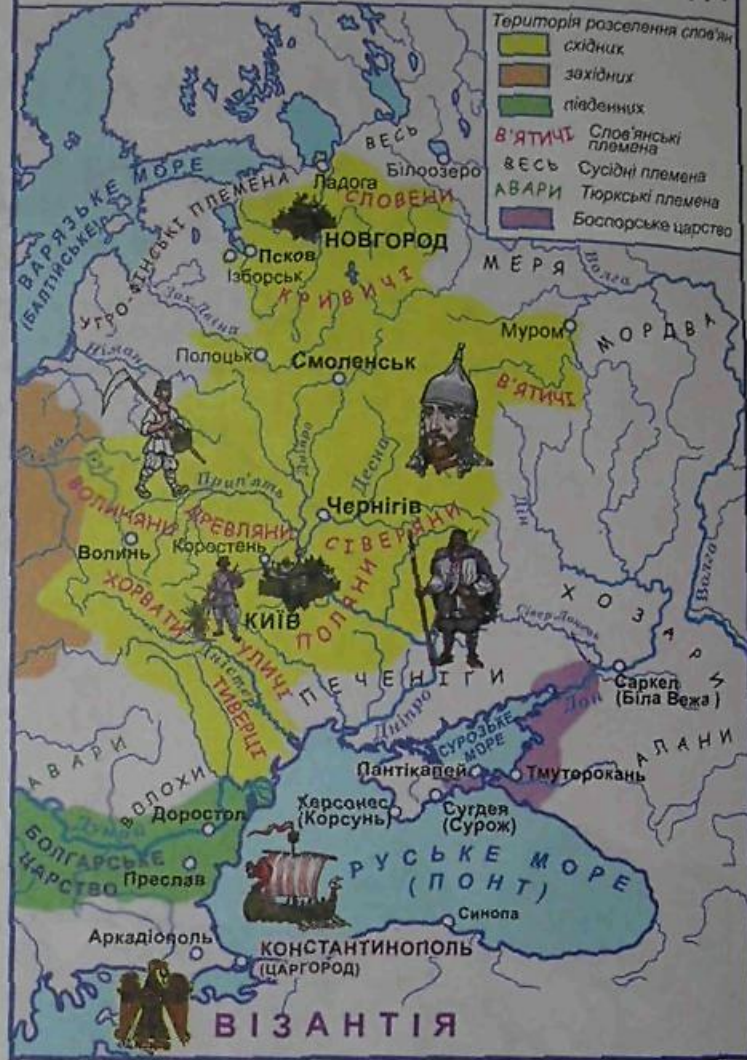 Територія розселення слов'ян
східник
західних
південних
В'ЯТИЧІ Слов'янські племена
ВЕСЬ Сусідні племена
АВАРИ Тюркські племена
Боспорське царство
ВАРЯЗЬКЕ МОРЕ
(БАЛТІЙСЬКЕ)
УГРО-ФІНСЬКІ ПЛЕМЕНА
ВЕСЬ
Білоозеро
Ладога
СЛОВЕНИ
НОВГОРОД
Псков
Ізборськ
КРИВИЧІ
МЕРЯ
Волга
Зах.Двіна
Муром
МОРДВА
Німан
Полоцьк
Смоленськ
В'ЯТИЧІ
Буг
Дніпро
Десна
Прип'ять
Дін
Волга
ВОЛИНЯНИ
ДРЕВЛЯНИ
Чернігів
СІВЕРЯНИ
Волинь
Коростень
ХОРВАТИ
КИЇВ
ПОЛЯНИ
ХОЗАРИ
Сівер.Донець
УЛИЧІ
Дністер
ТИВЕРЦІ
ПЕЧЕНІГИ
Дніпро
Саркел
(Біла Вежа)
Дон
СУРОЗЬКЕ
МОРЕ
АЛАНИ
АВАРИ
ВОЛОХИ
Пантікапей
Тмуторокань
Херсонес
(Корсунь)
Сугдея
(Сурож)
Дунай
Доростол
БОЛГАРСЬКЕ
ЦАРСТВО
Преслав
РУСЬКЕ МОРЕ
(ПОНТ)
Синопа
Аркадіополь
КОНСТАНТИНОПОЛЬ
(ЦАРГОРОД)
ВІЗАНТІЯ